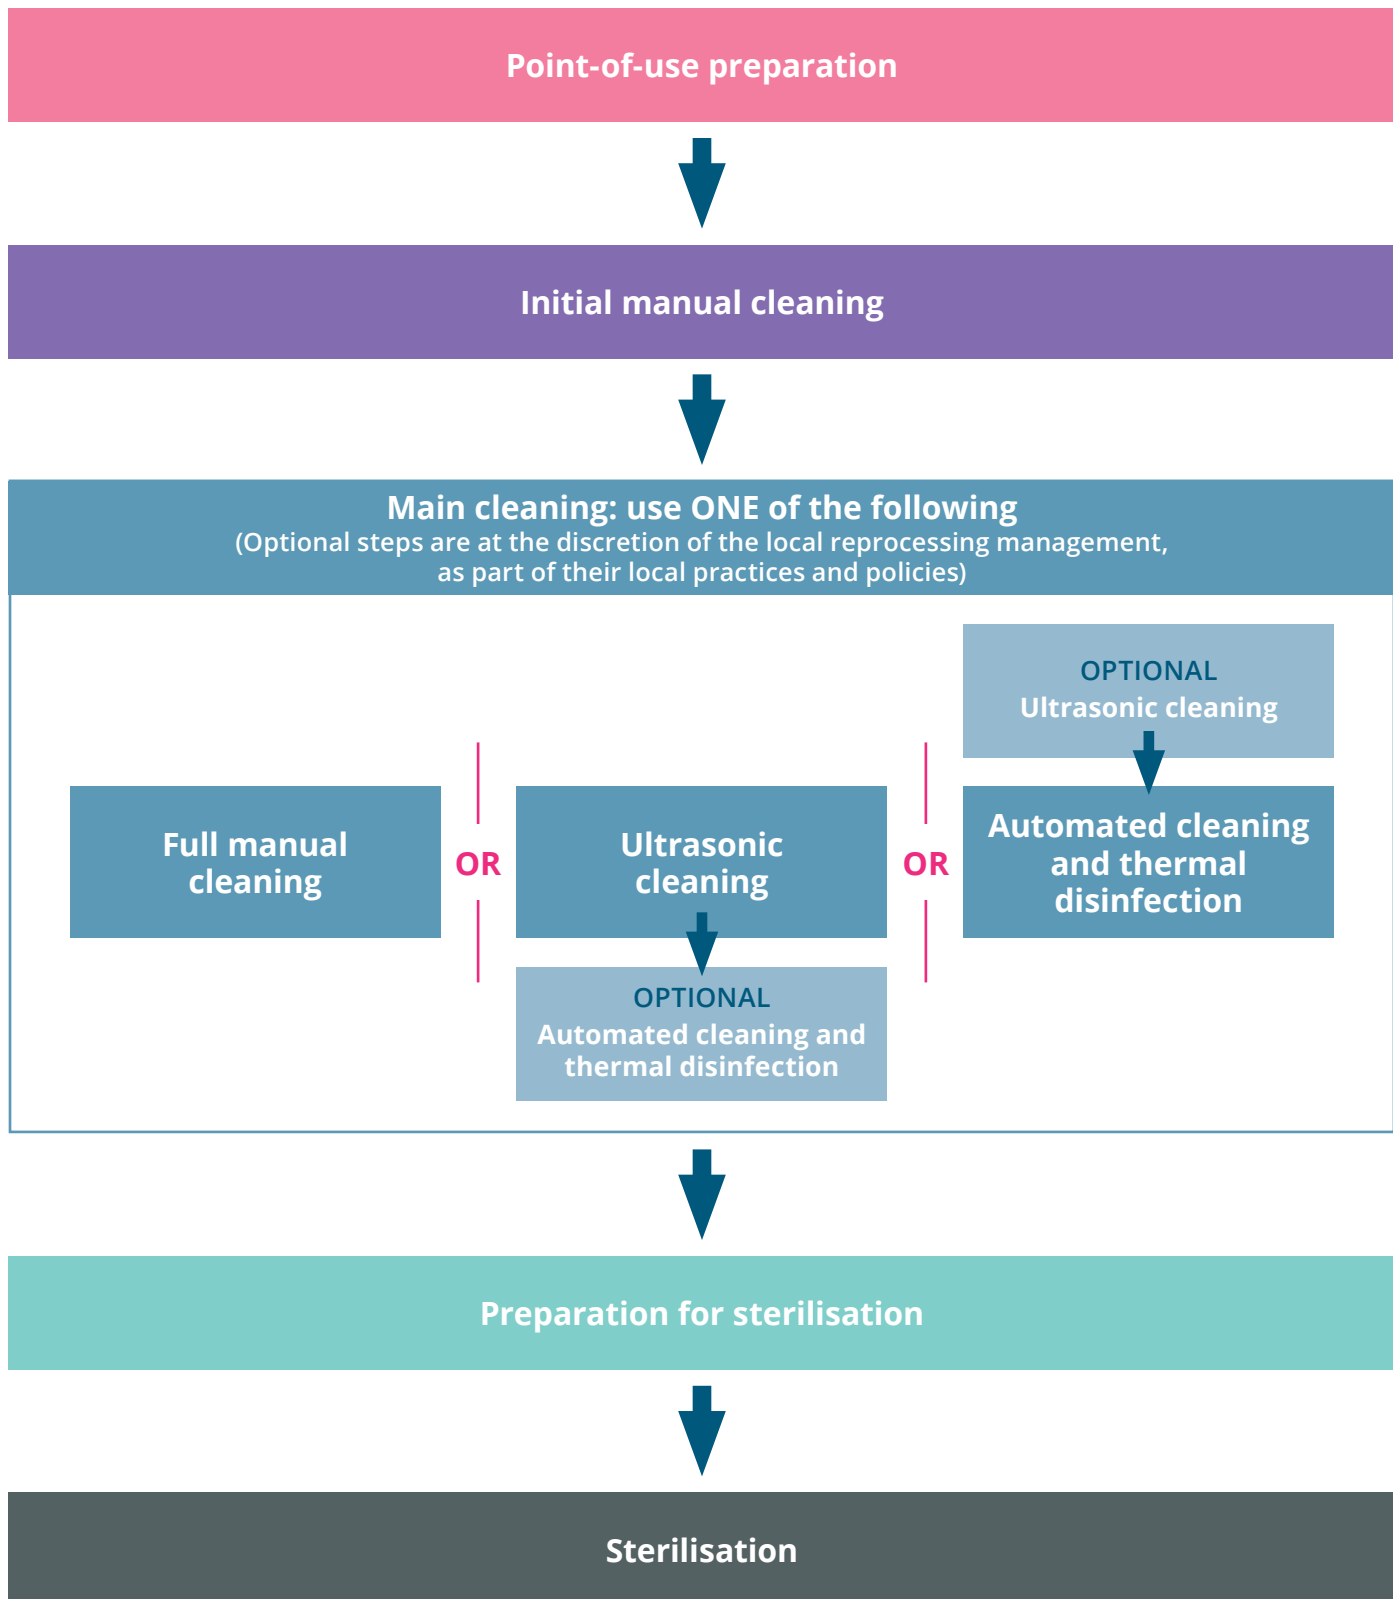 Point-of-use preparation
Initial manual cleaning
Main cleaning: use ONE of the following
(Optional steps are at the discretion of the local reprocessing management,
as part of their local practices and policies)
Full manual
cleaning
OR
Ultrasonic
cleaning
OPTIONAL
Automated cleaning and
thermal disinfection
OR
OPTIONAL
Ultrasonic cleaning
Automated cleaning
and thermal
disinfection
Preparation for sterilisation
Sterilisation